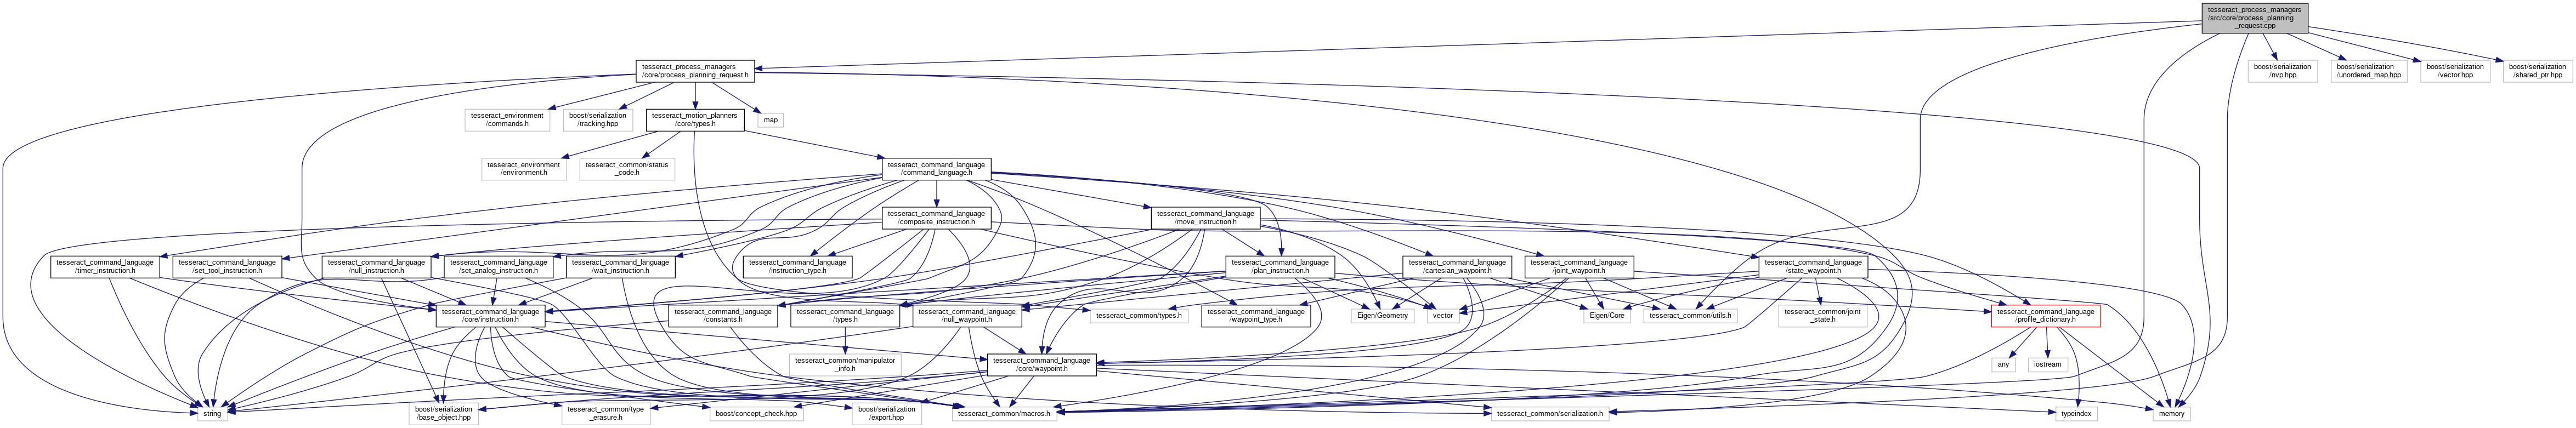 tesseract_process_managers
/src/core/process_planning
_request.cpp
tesseract_process_managers
/core/process_planning_request.h
boost/serialization
/nvp.hpp
boost/serialization
/unordered_map.hpp
boost/serialization
/vector.hpp
boost/serialization
/shared_ptr.hpp
tesseract_environment
/commands.h
boost/serialization
/tracking.hpp
tesseract_motion_planners
/core/types.h
map
tesseract_environment
/environment.h
tesseract_common/status
_code.h
tesseract_command_language
/command_language.h
tesseract_command_language
/composite_instruction.h
tesseract_command_language
/move_instruction.h
tesseract_command_language
/timer_instruction.h
tesseract_command_language
/set_tool_instruction.h
tesseract_command_language
/null_instruction.h
tesseract_command_language
/set_analog_instruction.h
tesseract_command_language
/wait_instruction.h
tesseract_command_language
/instruction_type.h
tesseract_command_language
/plan_instruction.h
tesseract_command_language
/cartesian_waypoint.h
tesseract_command_language
/joint_waypoint.h
tesseract_command_language
/state_waypoint.h
tesseract_command_language
/core/instruction.h
tesseract_command_language
/constants.h
tesseract_command_language
/types.h
tesseract_command_language
/null_waypoint.h
tesseract_common/types.h
tesseract_command_language
/waypoint_type.h
Eigen/Geometry
vector
Eigen/Core
tesseract_common/utils.h
tesseract_common/joint
_state.h
tesseract_command_language
/profile_dictionary.h
tesseract_common/manipulator
_info.h
tesseract_command_language
/core/waypoint.h
any
iostream
string
boost/serialization
/base_object.hpp
tesseract_common/type
_erasure.h
boost/concept_check.hpp
boost/serialization
/export.hpp
tesseract_common/macros.h
tesseract_common/serialization.h
typeindex
memory